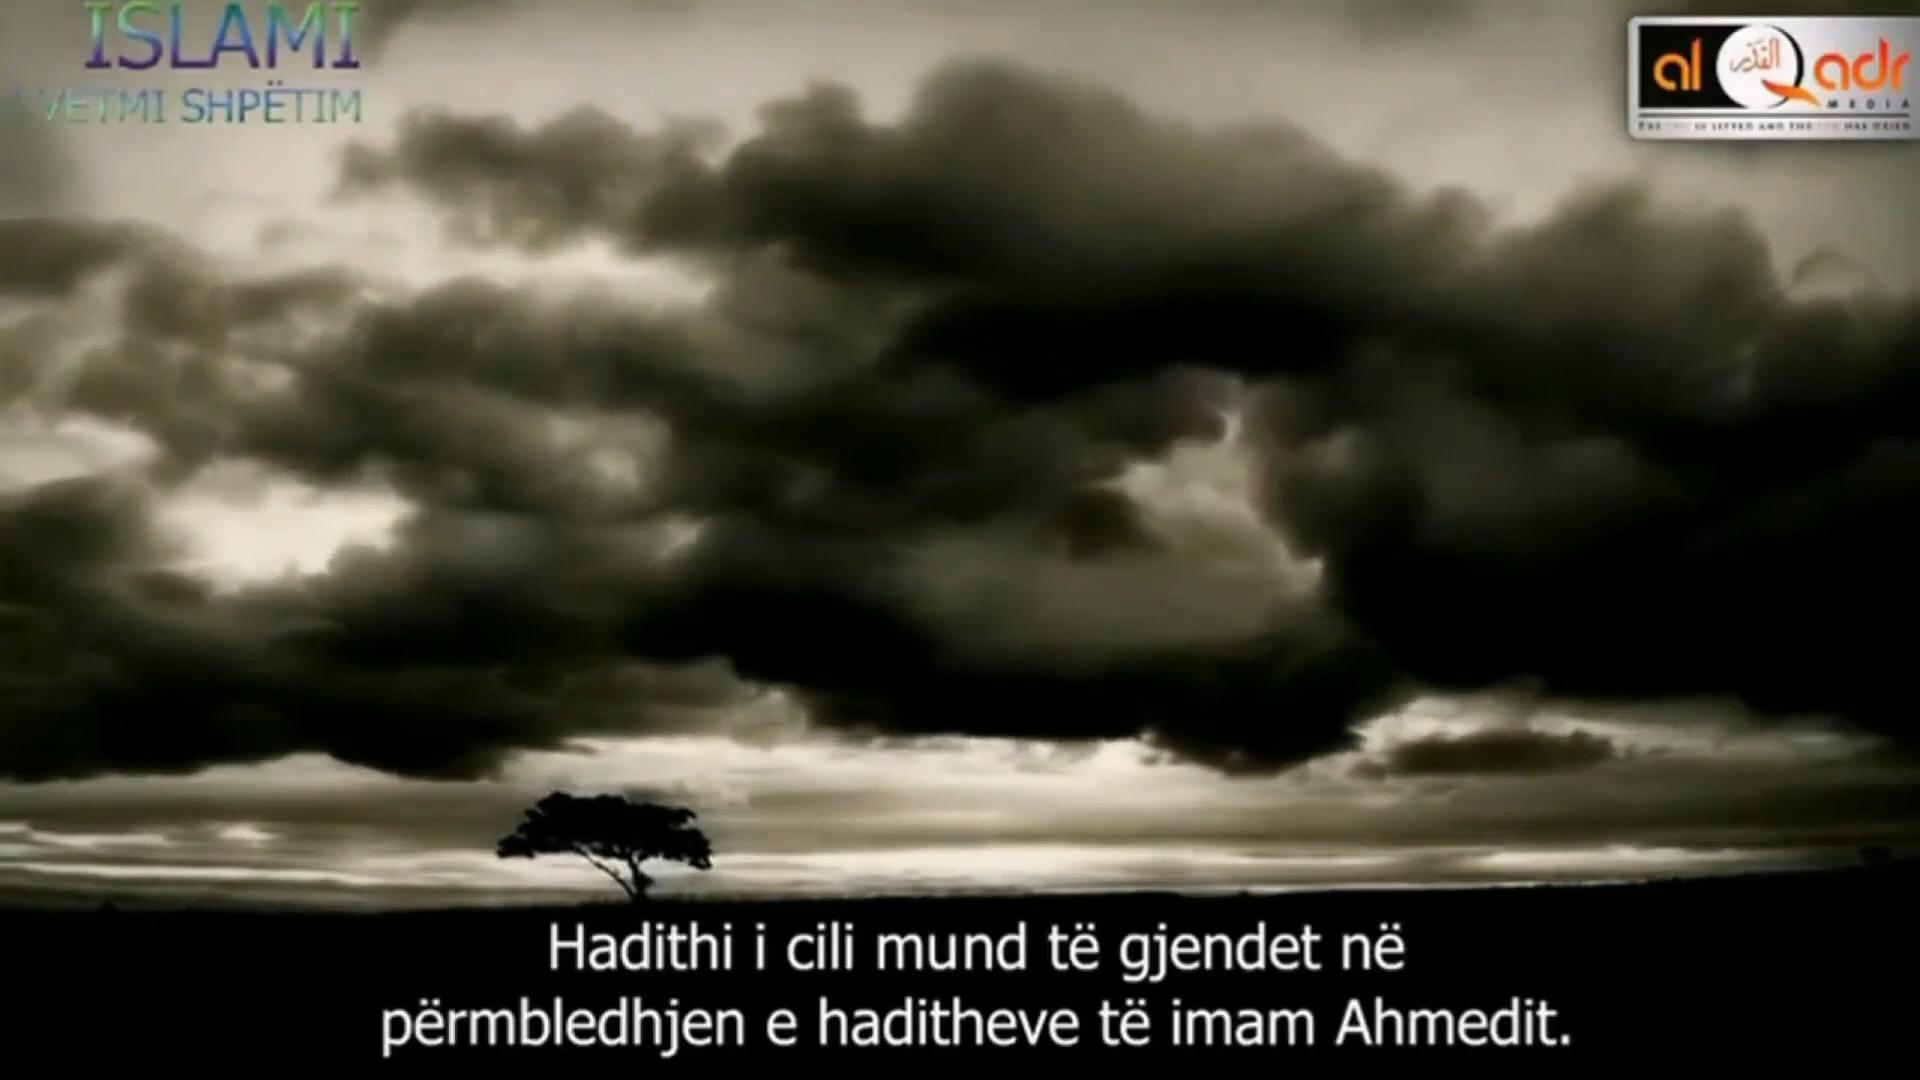 ISLAMI
VETMI SHPËTIM
al Qadr
القدر
MEDIA
Hadithi i cili mund të gjendet në
përmbledhjen e haditheve të imam Ahmedit.